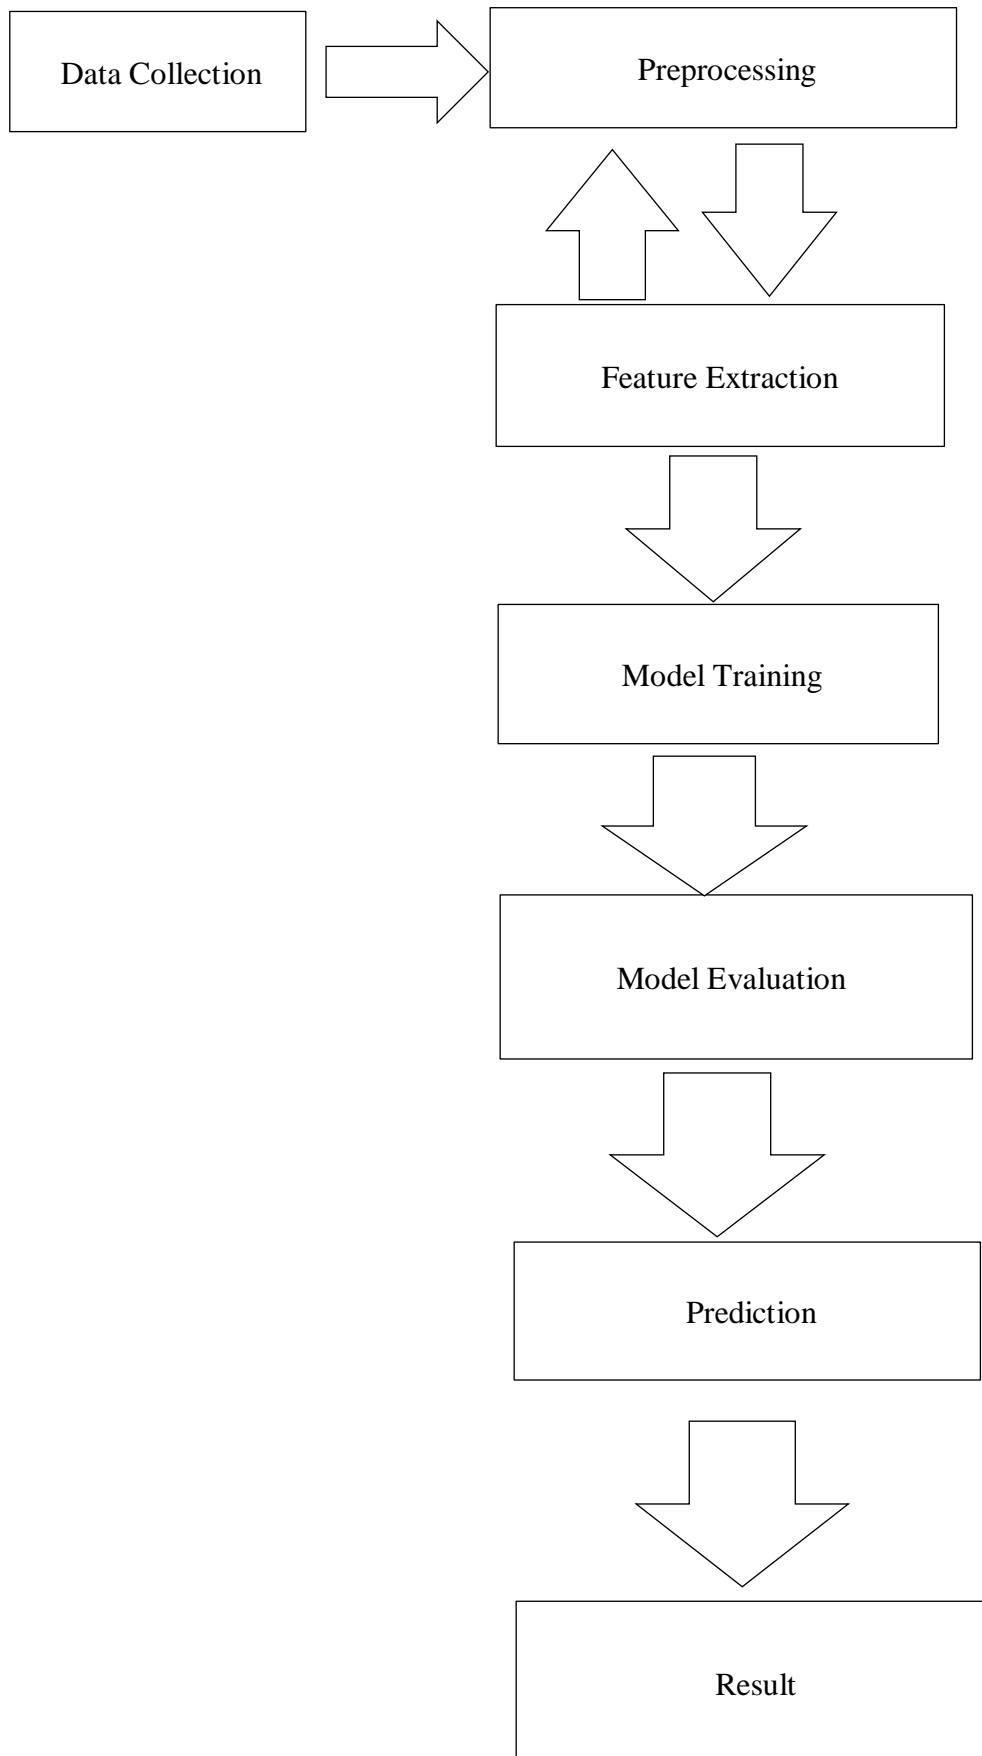 Data Collection
Preprocessing
Feature Extraction
Model Training
Model Evaluation
Prediction
Result